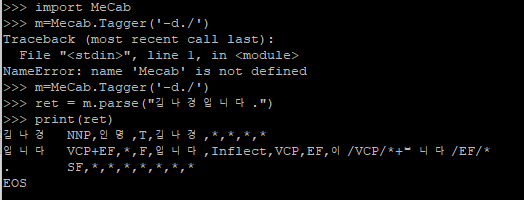 >>> import MeCab
>>> m=Mecab.Tagger('-d./')
Traceback (most recent call last):
  File "<stdin>", line 1, in <module>
NameError: name 'Mecab' is not defined
>>> m=MeCab.Tagger('-d./')
>>> ret = m.parse("김나경입니다.")
>>> print(ret)
김나경	NNP,인명,T,김나경,*,*,*,*
입니다	VCP+EF,*,F,입니다,Inflect,VCP,EF,이/VCP/*+ᄇ니다/EF/*
.	SF,*,*,*,*,*,*,*
EOS